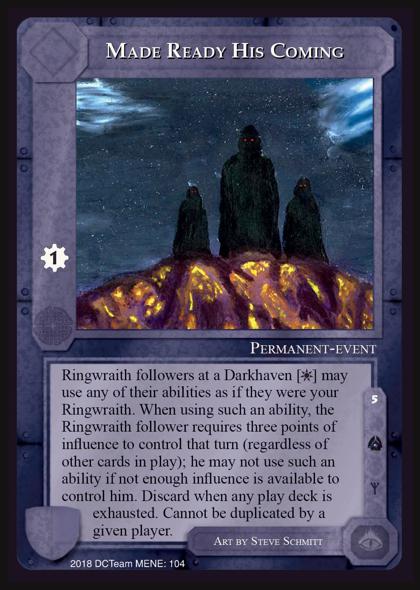 MADE READY HIS COMING
1
PERMANENT-EVENT
Ringwraith followers at a Darkhaven [☀] may
use any of their abilities as if they were your
Ringwraith. When using such an ability, the
Ringwraith follower requires three points of
influence to control that turn (regardless of
other cards in play); he may not use such an
ability if not enough influence is available to
control him. Discard when any play deck is
exhausted. Cannot be duplicated by a
given player.
5
ART BY STEVE SCHMITT
2018 DCTeam MENE: 104